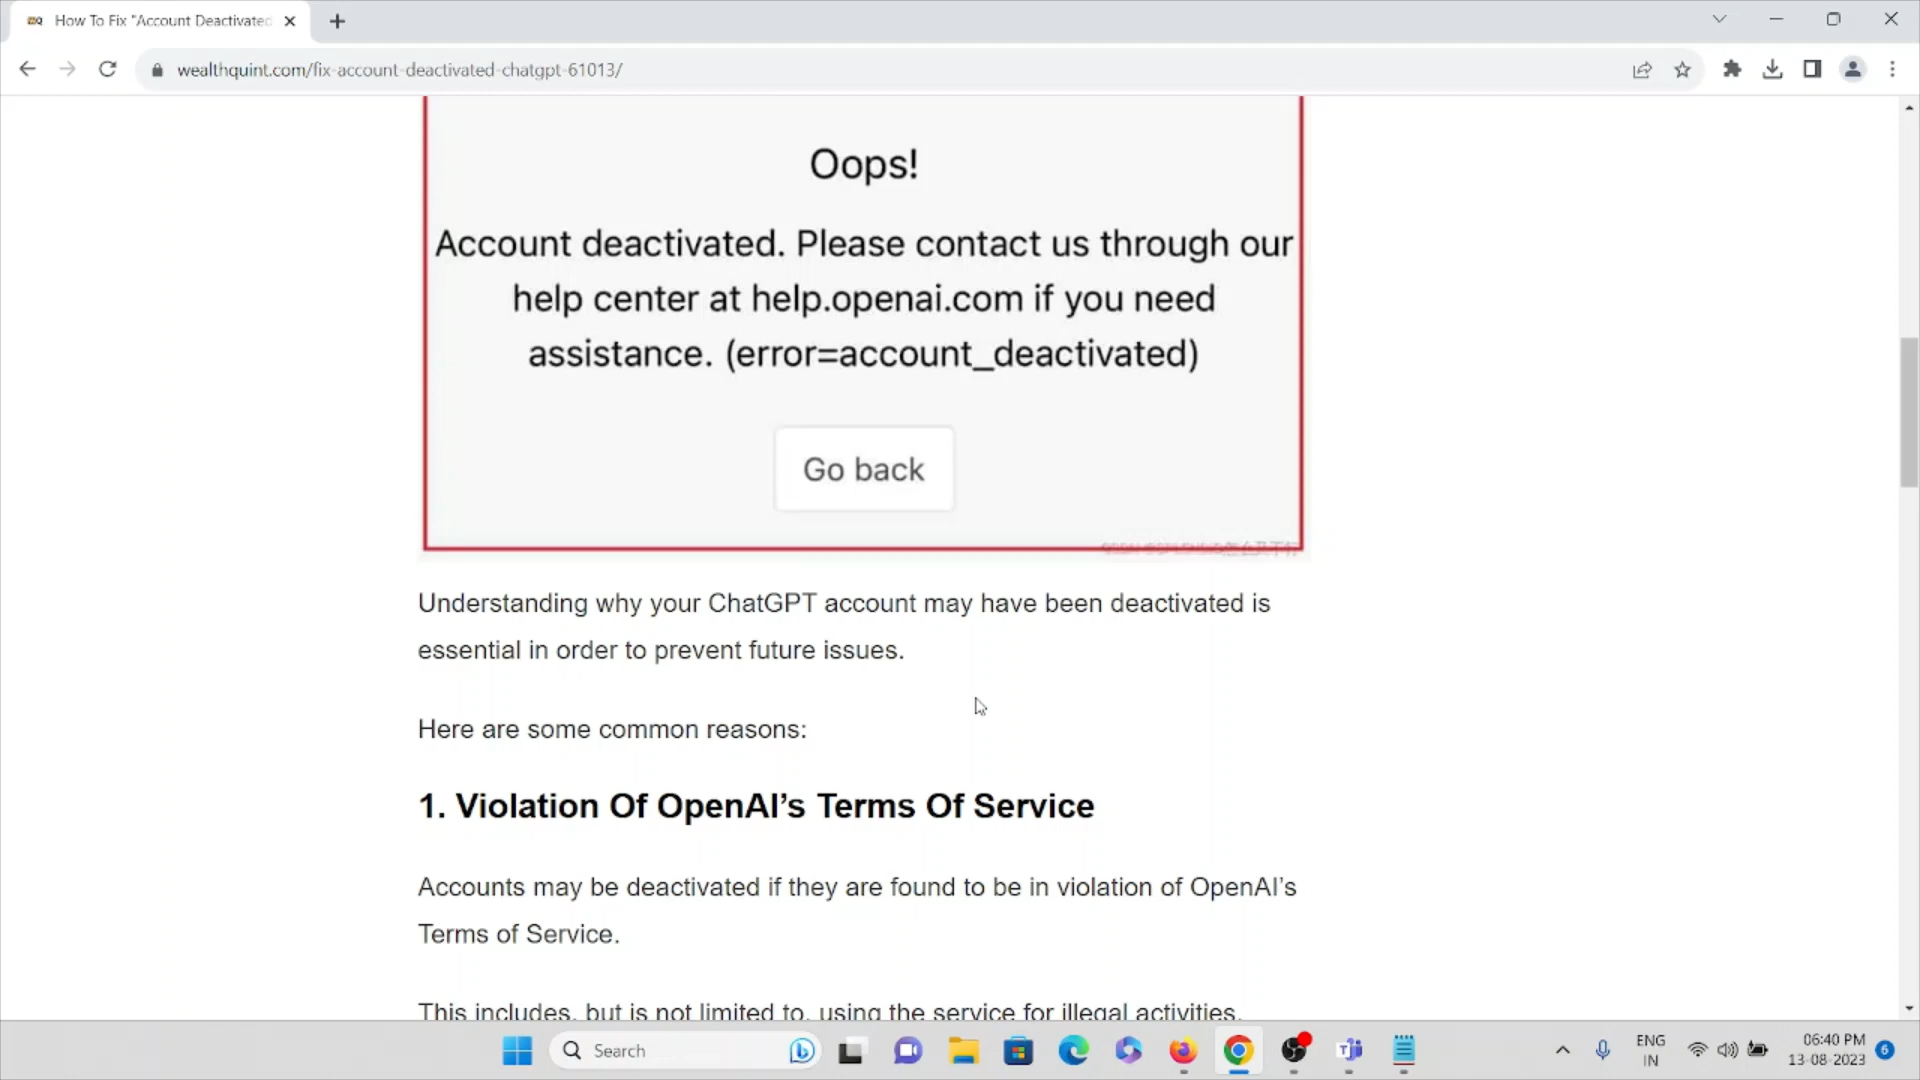 How To Fix "Account Deactivated
wealthquint.com/fix-account-deactivated-chatgpt-61013/
Oops!
Account deactivated. Please contact us through our
help center at help.openai.com if you need
assistance. (error=account_deactivated)
Go back
Understanding why your ChatGPT account may have been deactivated is
essential in order to prevent future issues.
Here are some common reasons:
1. Violation Of OpenAI’s Terms Of Service
Accounts may be deactivated if they are found to be in violation of OpenAI’s
Terms of Service.
This includes, but is not limited to, using the service for illegal activities,
Search
ENG
IN
06:40 PM
13-08-2023
6